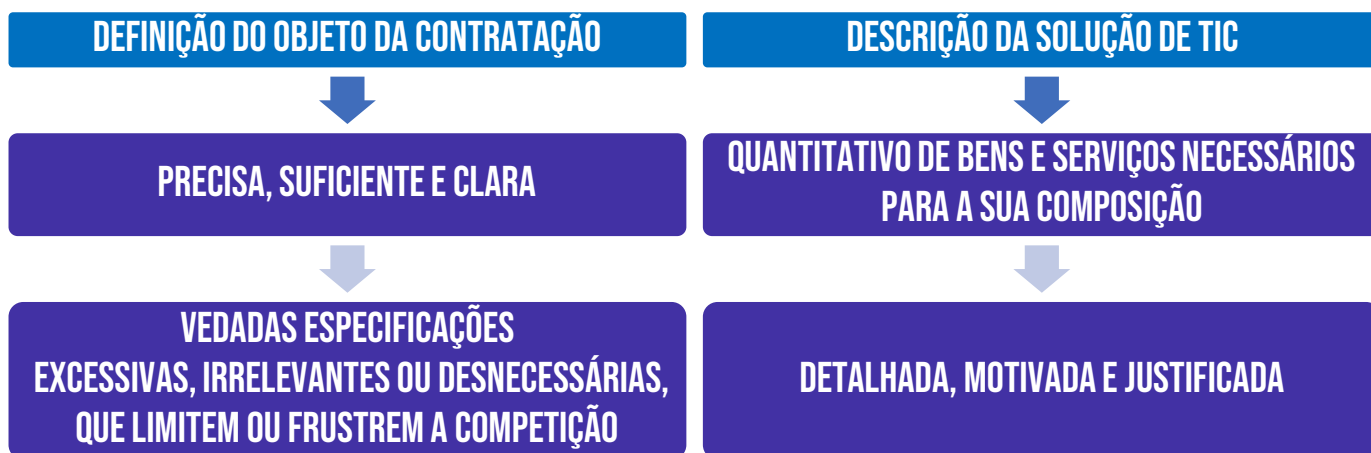 DEFINIÇÃO DO OBJETO DA CONTRATAÇÃO
PRECISA, SUFICIENTE E CLARA
VEDADAS ESPECIFICAÇÕES
EXCESSIVAS, IRRELEVANTES OU DESNECESSÁRIAS,
QUE LIMITEM OU FRUSTREM A COMPETIÇÃO
DESCRIÇÃO DA SOLUÇÃO DE TIC
QUANTITATIVO DE BENS E SERVIÇOS NECESSÁRIOS
PARA A SUA COMPOSIÇÃO
DETALHADA, MOTIVADA E JUSTIFICADA